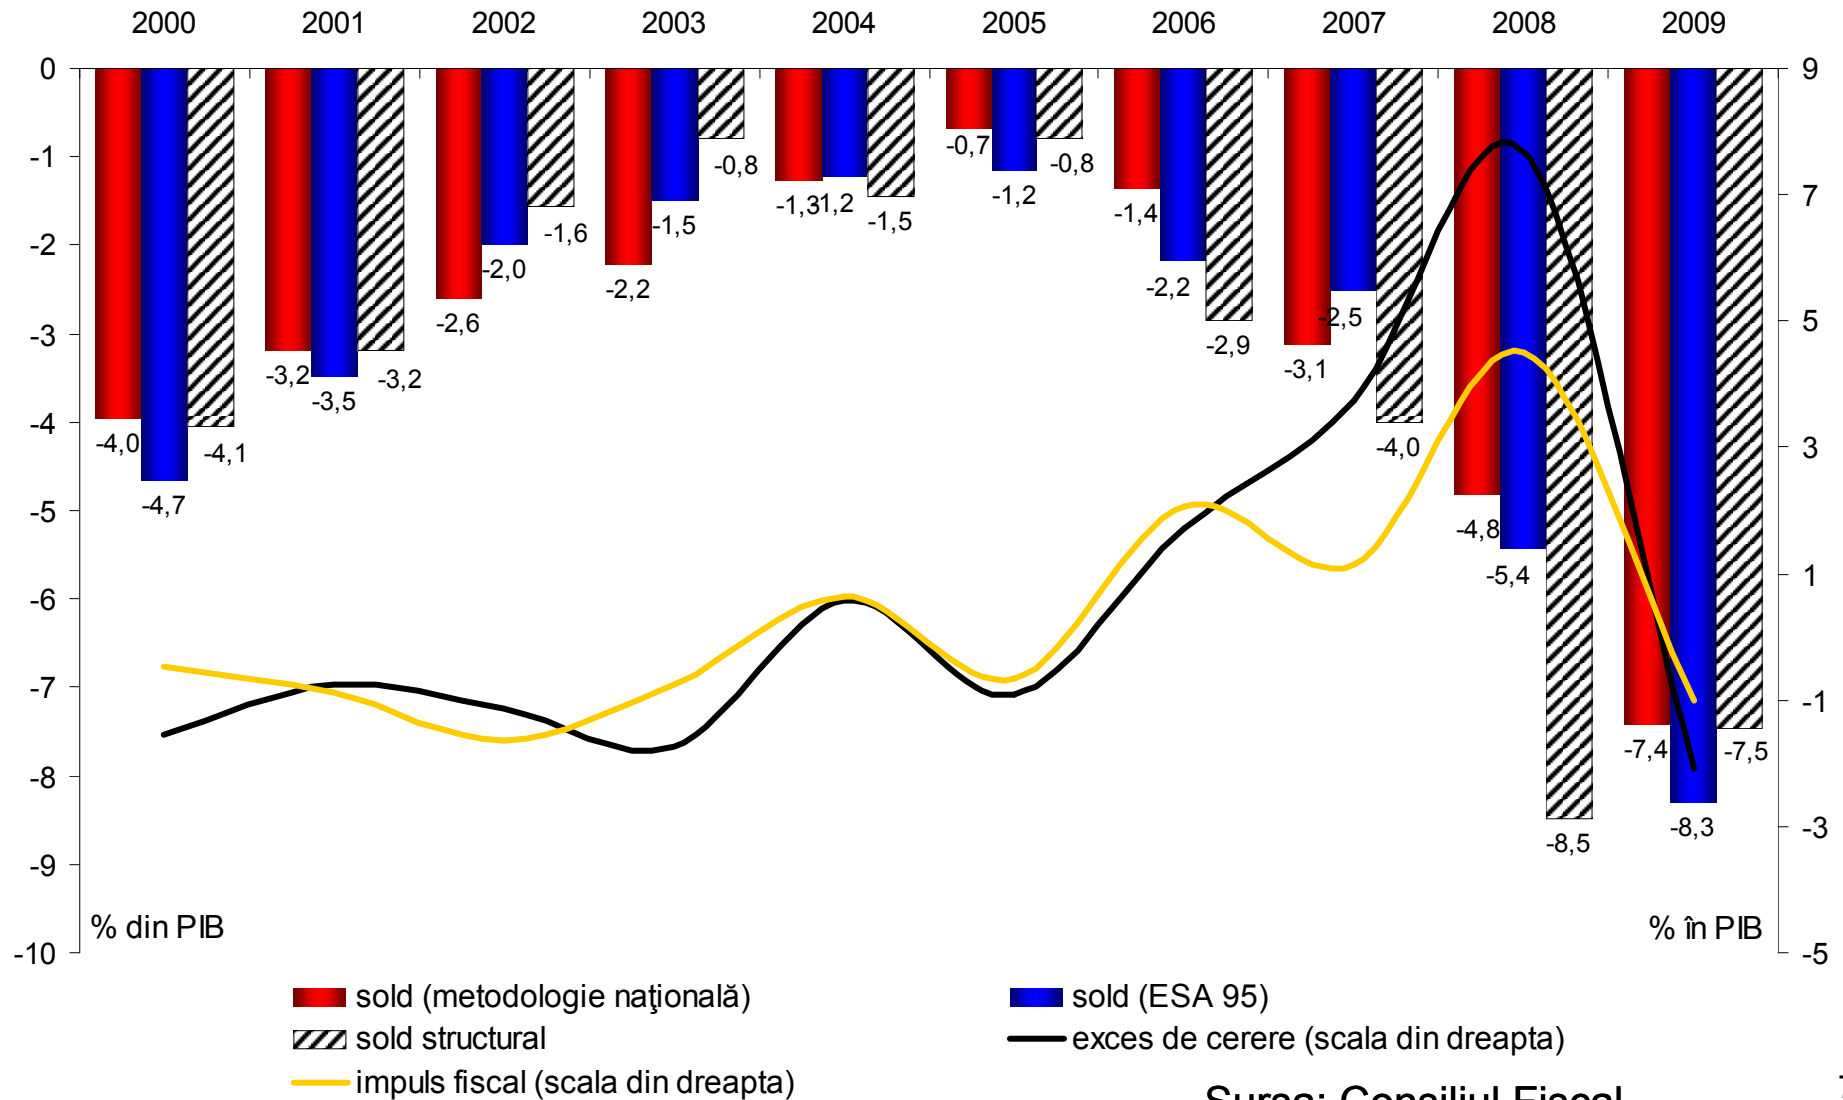 2000 2001 2002 2003 2004 2005 2006 2007 2008 2009
0 9
-0,7 -0,8 -0,8
-1 7
-1,3 -1,2 -1,5 -1,2 -1,4
-1,6 -1,5
-2 5
-2,6 -2,0 -2,2 -2,2 -2,9 -2,5
-3 3
-3,2 -3,5 -3,2 -3,1
-4 1
-4,0 -4,7 -4,1 -4,0
-5 -1
-4,8 -5,4
-6 -3
-7
-7,4 -7,5
-8
-8,5 -8,3
-9
% din PIB % în PIB
-10 -5
sold (metodologie naţională) sold (ESA 95)
sold structural exces de cerere (scala din dreapta)
impuls fiscal (scala din dreapta)
Sursa: Consiliul Fiscal